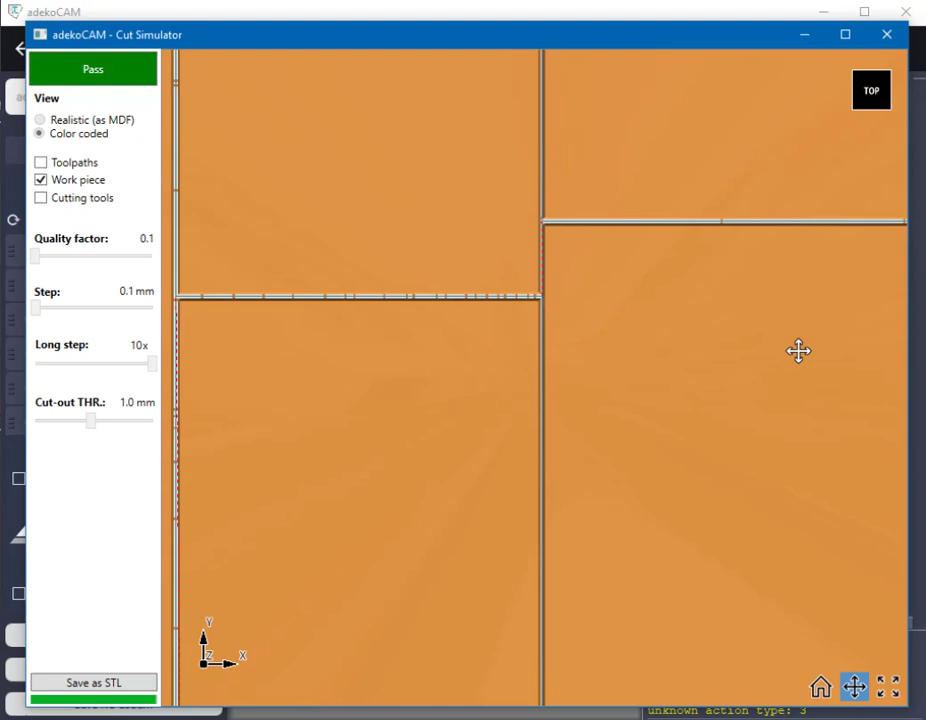 adekoCAM
adekoCAM - Cut Simulator
Pass
View
Realistic (as MDF)
Color coded
Toolpaths
Work piece
Cutting tools
Quality factor: 0.1
Step: 0.1 mm
Long step: 10x
Cut-out THR.: 1.0 mm
TOP
Y
Z
X
Save as STL
unknown action type: 3